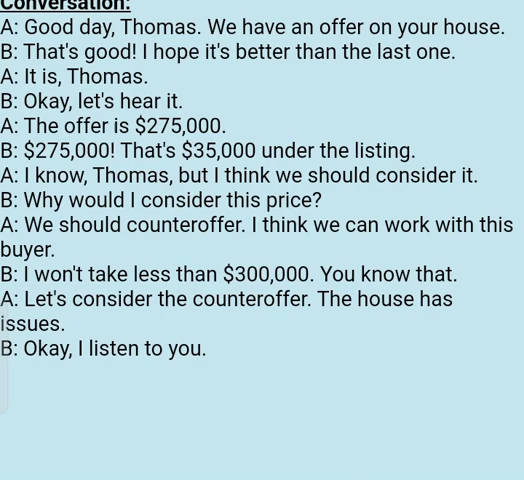 Conversation:
A: Good day, Thomas. We have an offer on your house.
B: That's good! I hope it's better than the last one.
A: It is, Thomas.
B: Okay, let's hear it.
A: The offer is $275,000.
B: $275,000! That's $35,000 under the listing.
A: I know, Thomas, but I think we should consider it.
B: Why would I consider this price?
A: We should counteroffer. I think we can work with this
buyer.
B: I won't take less than $300,000. You know that.
A: Let's consider the counteroffer. The house has
issues.
B: Okay, I listen to you.